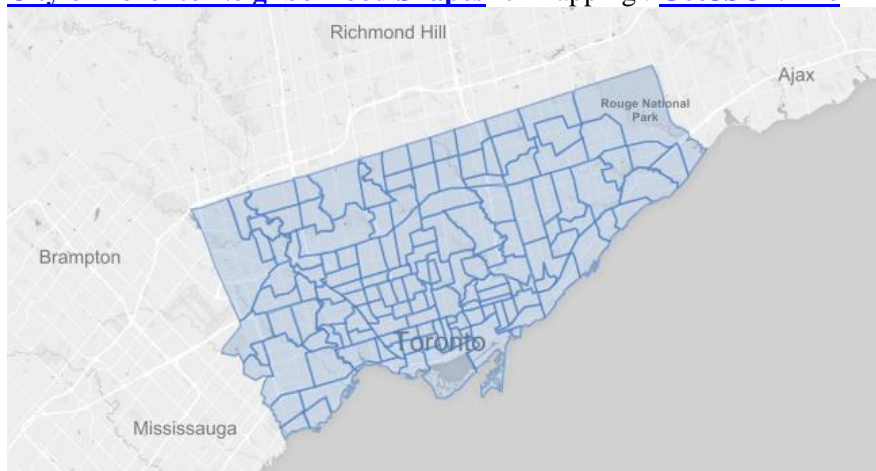 Richmond Hill
Ajax
Rouge National
Park
Brampton
Toronto
Mississauga